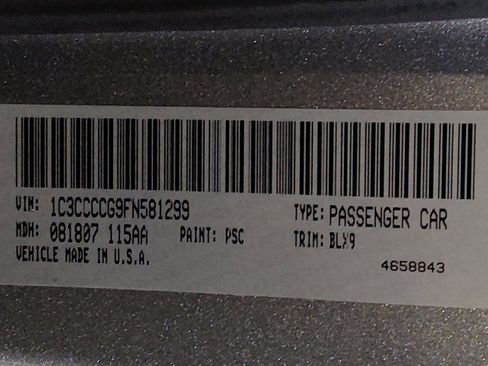 VIN: 1C3CCCCG9FN581299 TYPE: PASSENGER CAR
MDH: 081807 115AA PAINT: PSC TRIM: BLX9
VEHICLE MADE IN U.S.A.
4658843